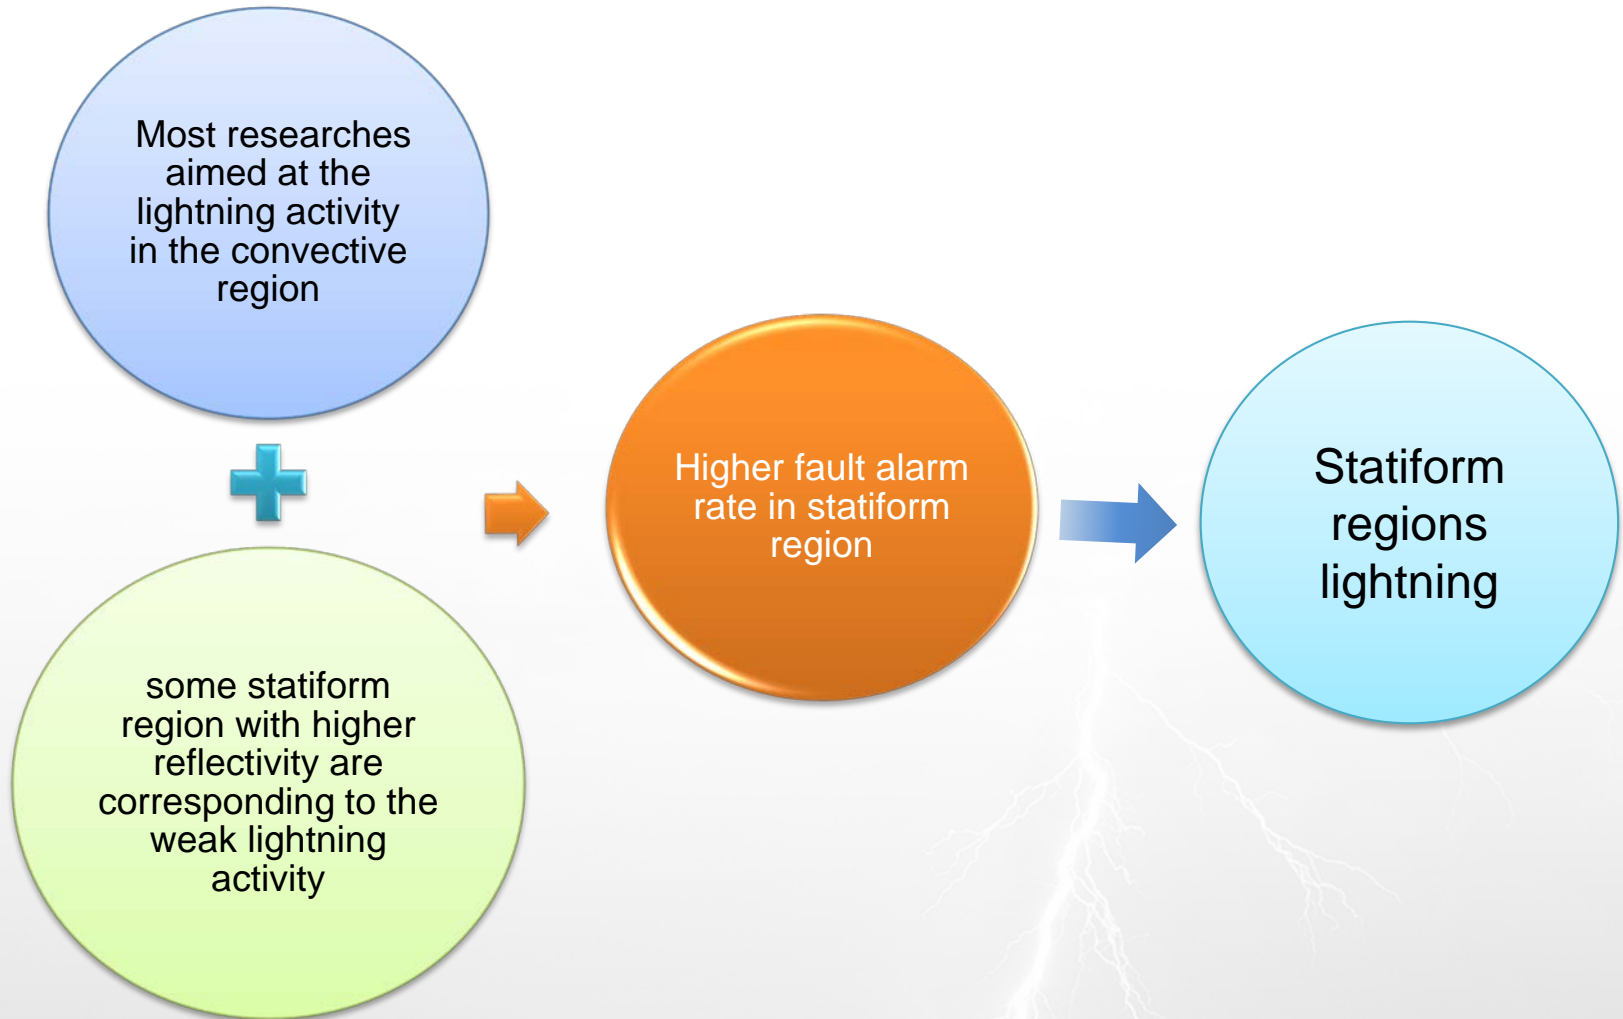 Most researches
aimed at the
lightning activity
in the convective
region
some statiform
region with higher
reflectivity are
corresponding to the
weak lightning
activity
Higher fault alarm
rate in statiform
region
Statiform
regions
lightning